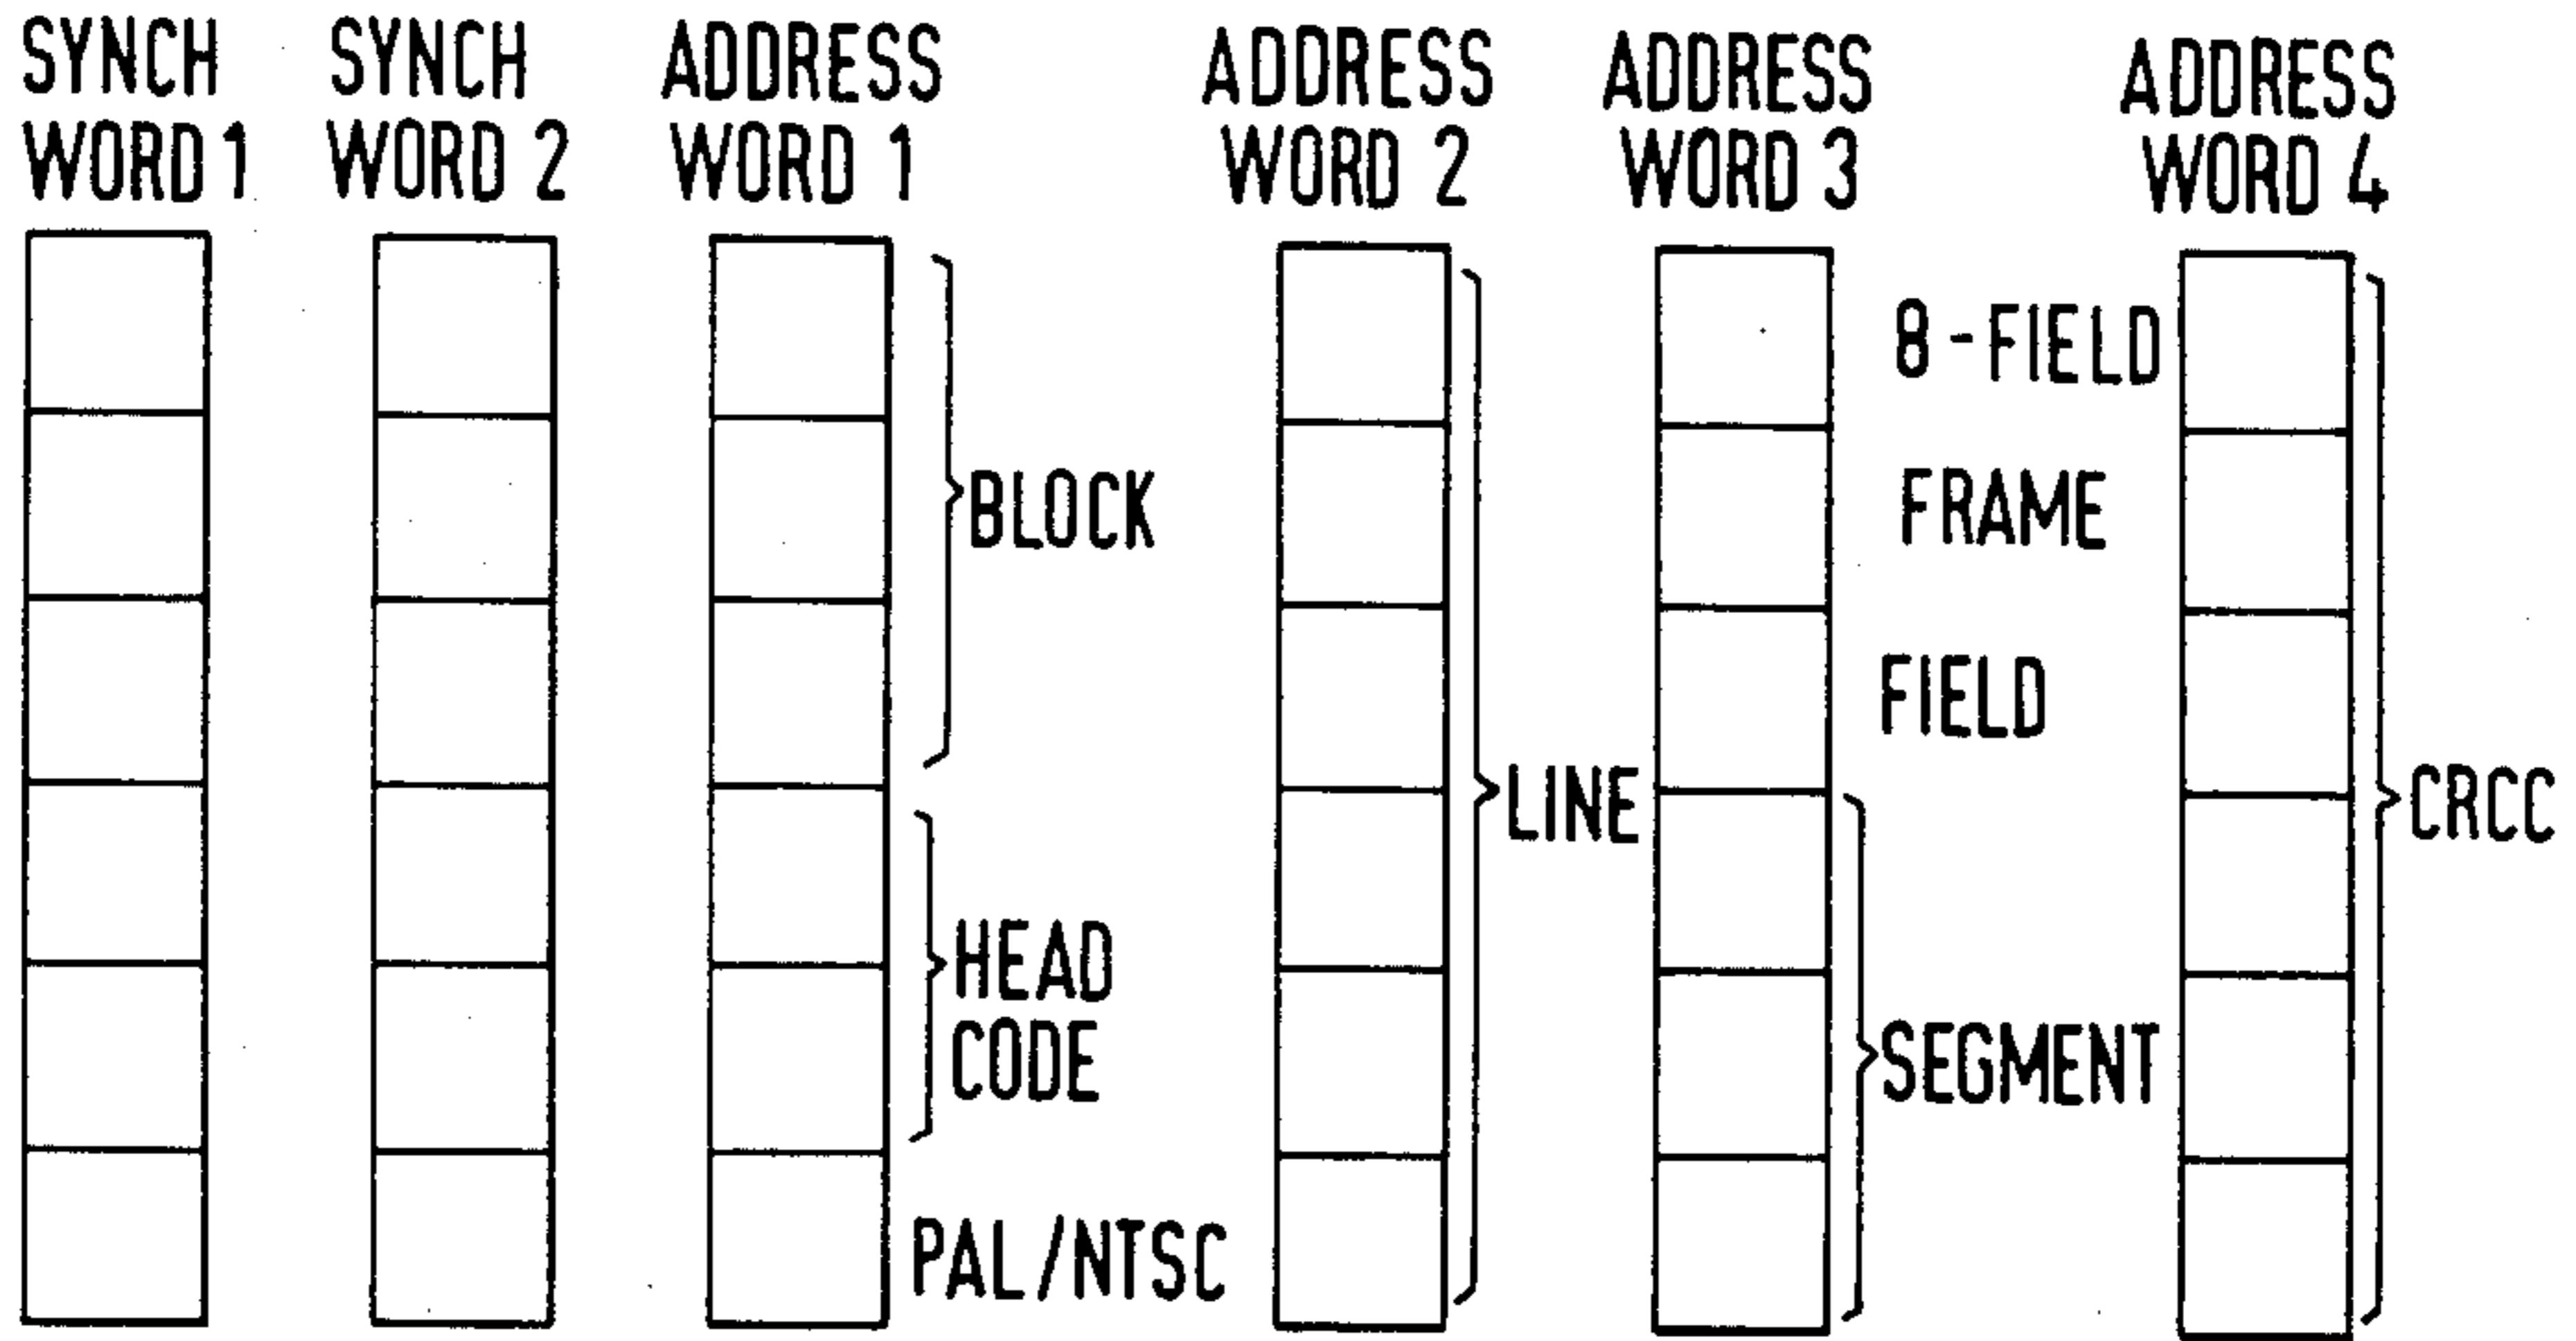 SYNCH
WORD 1
SYNCH
WORD 2
ADDRESS
WORD 1
ADDRESS
WORD 2
ADDRESS
WORD 3
ADDRESS
WORD 4
BLOCK
HEAD
CODE
PAL/NTSC
LINE
8-FIELD
FRAME
FIELD
SEGMENT
CRCC